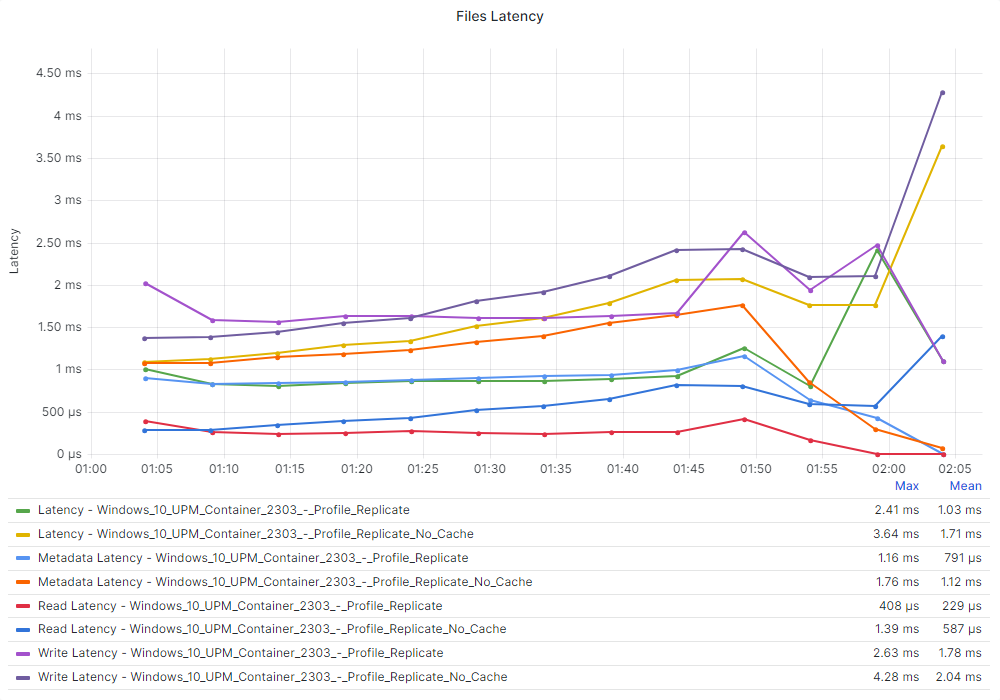 Files Latency
Latency
4.50 ms
4 ms
3.50 ms
3 ms
2.50 ms
2 ms
1.50 ms
1 ms
500 µs
0 µs
01:00 01:05 01:10 01:15 01:20 01:25 01:30 01:35 01:40 01:45 01:50 01:55 02:00 02:05
Max Mean
Latency - Windows_10_UPM_Container_2303_-_Profile_Replicate 2.41 ms 1.03 ms
Latency - Windows_10_UPM_Container_2303_-_Profile_Replicate_No_Cache 3.64 ms 1.71 ms
Metadata Latency - Windows_10_UPM_Container_2303_-_Profile_Replicate 1.16 ms 791 µs
Metadata Latency - Windows_10_UPM_Container_2303_-_Profile_Replicate_No_Cache 1.76 ms 1.12 ms
Read Latency - Windows_10_UPM_Container_2303_-_Profile_Replicate 408 µs 229 µs
Read Latency - Windows_10_UPM_Container_2303_-_Profile_Replicate_No_Cache 1.39 ms 587 µs
Write Latency - Windows_10_UPM_Container_2303_-_Profile_Replicate 2.63 ms 1.78 ms
Write Latency - Windows_10_UPM_Container_2303_-_Profile_Replicate_No_Cache 4.28 ms 2.04 ms